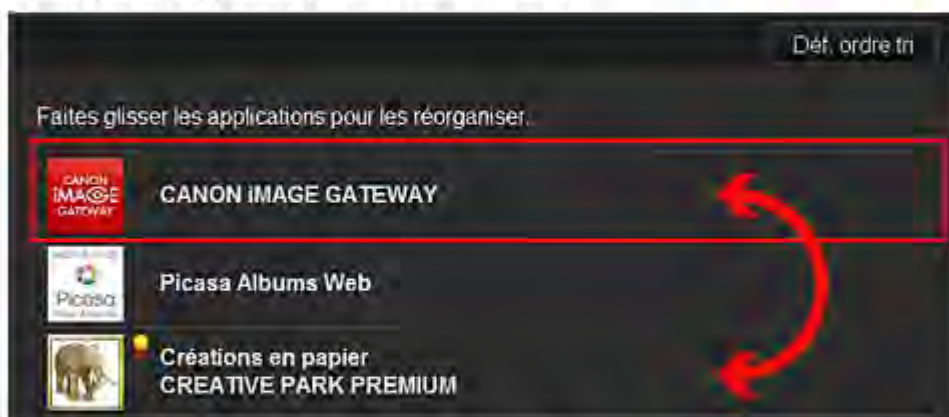 Déf. ordre tri
Faites glisser les applications pour les réorganiser.
CANON
iMAGE
GATEWAY
CANON iMAGE GATEWAY
Picasa
Picasa Albums Web
Créations en papier
CREATIVE PARK PREMIUM